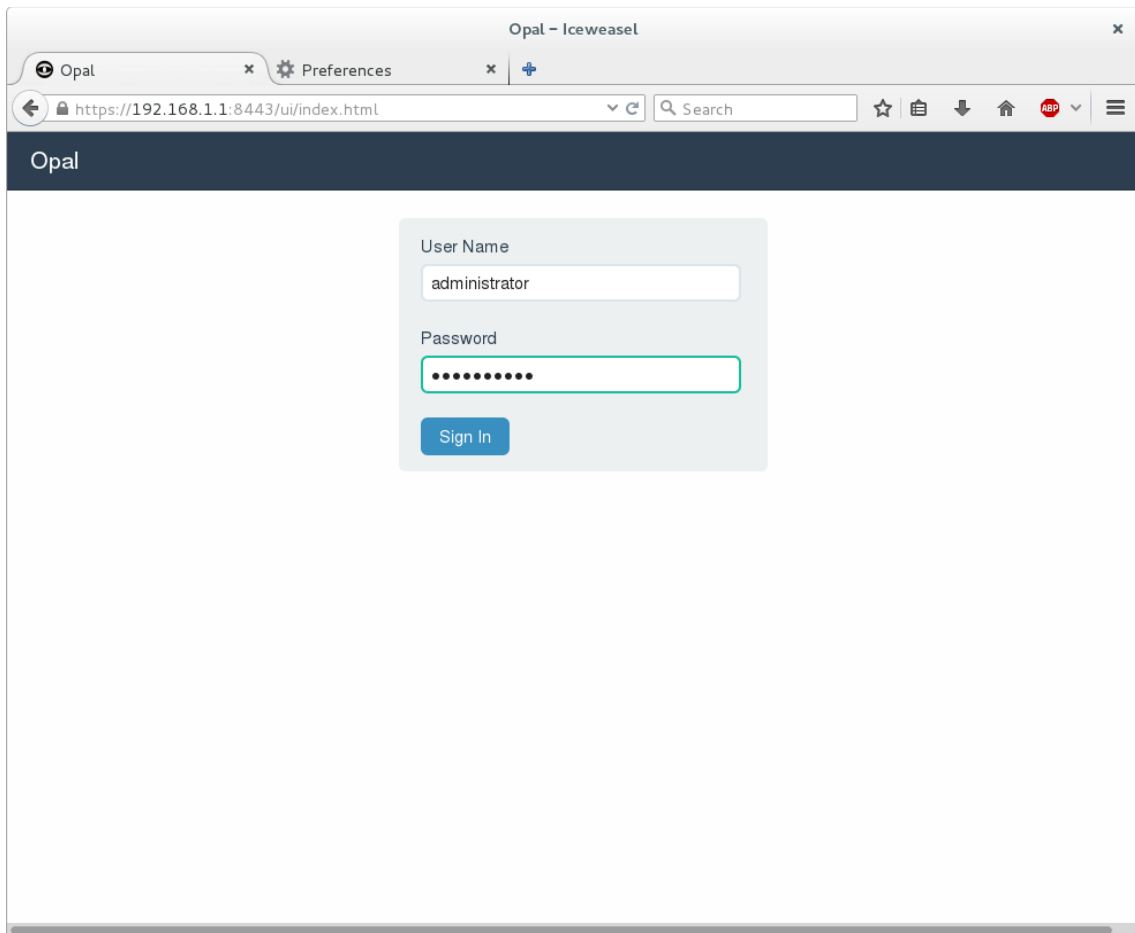 Opal – Iceweasel
Opal
Preferences
https://192.168.1.1:8443/ui/index.html
Search
ABP
Opal
User Name
administrator
Password
••••••••••
Sign In